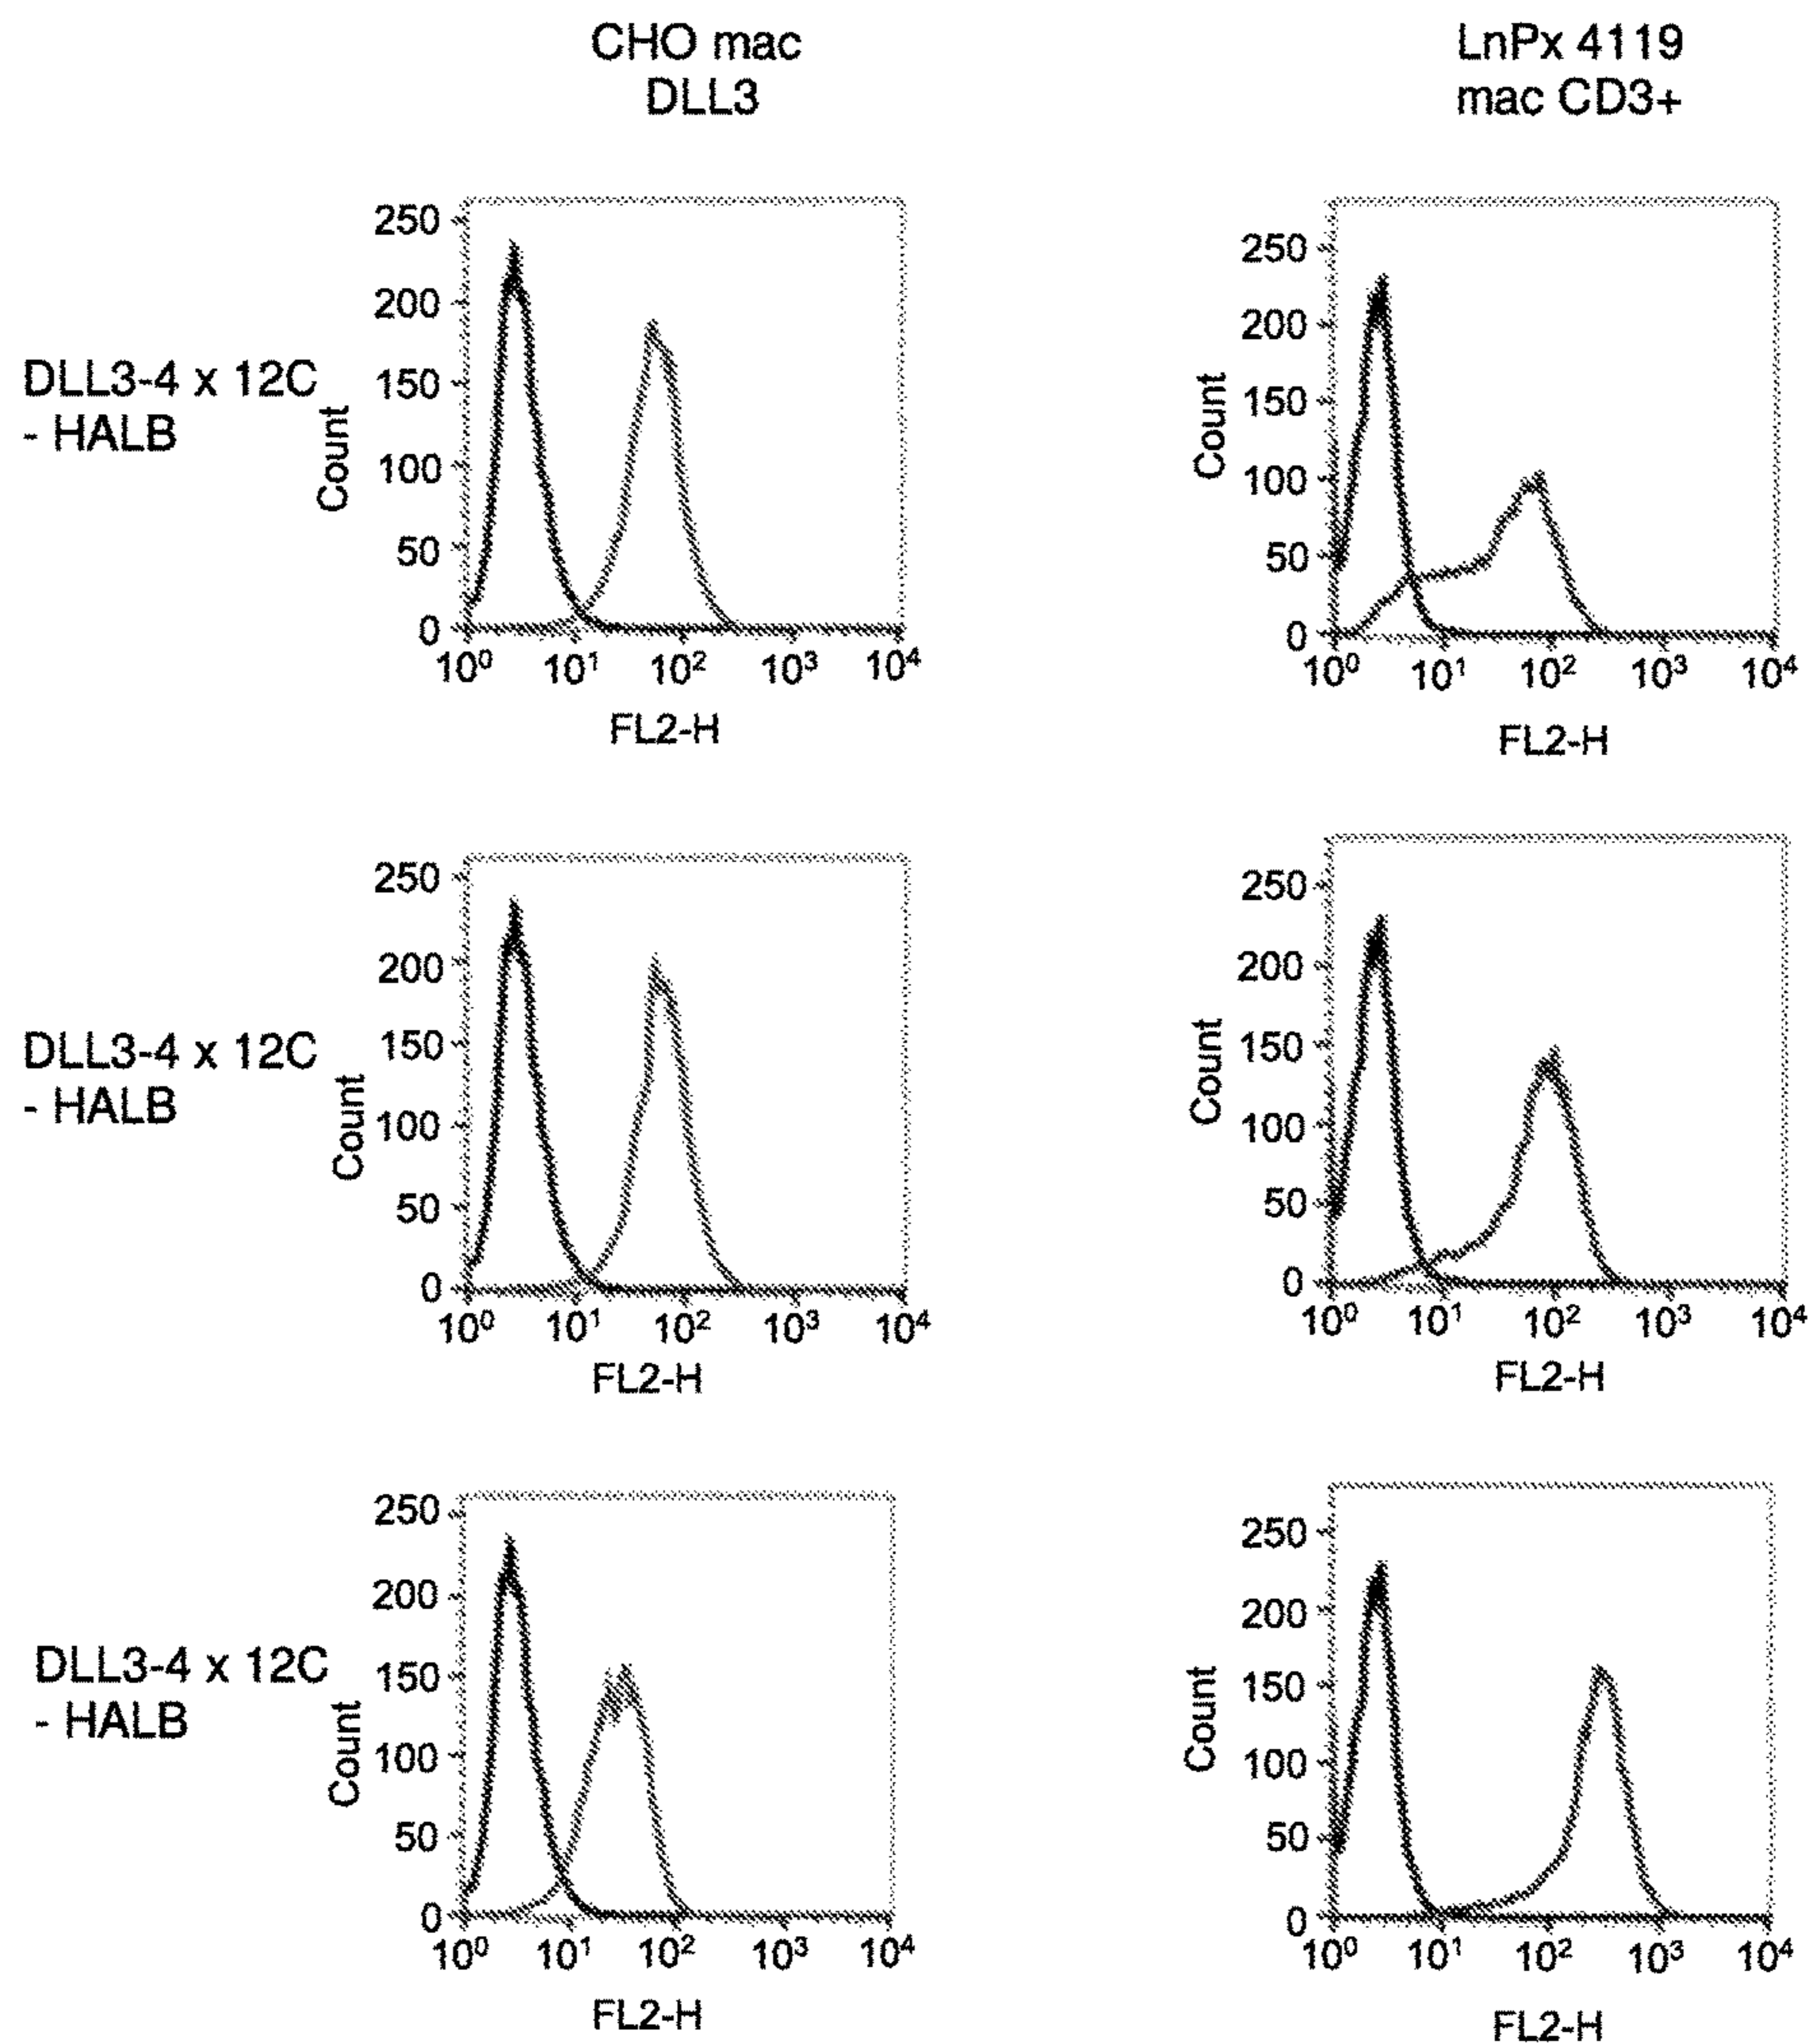 CHO mac
DLL3
LnPx 4119
mac CD3+
DLL3-4 x 12C
- HALB
Count
250
200
150
100
50
0
10⁰ 10¹ 10² 10³ 10⁴
FL2-H
Count
250
200
150
100
50
0
10⁰ 10¹ 10² 10³ 10⁴
FL2-H
DLL3-4 x 12C
- HALB
Count
250
200
150
100
50
0
10⁰ 10¹ 10² 10³ 10⁴
FL2-H
Count
250
200
150
100
50
0
10⁰ 10¹ 10² 10³ 10⁴
FL2-H
DLL3-4 x 12C
- HALB
Count
250
200
150
100
50
0
10⁰ 10¹ 10² 10³ 10⁴
FL2-H
Count
250
200
150
100
50
0
10⁰ 10¹ 10² 10³ 10⁴
FL2-H